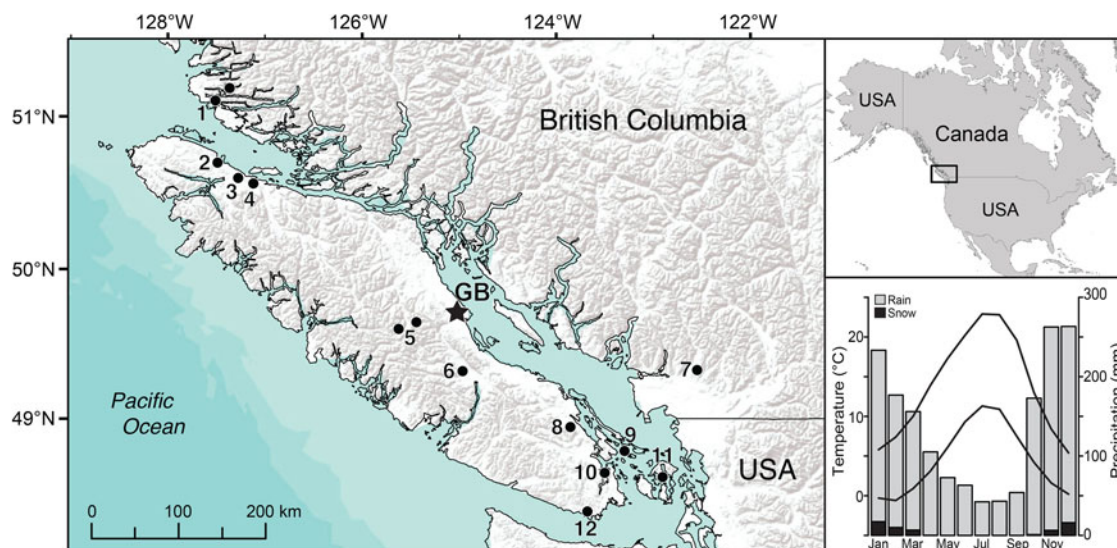 128°W
126°W
124°W
122°W
51°N
50°N
49°N
British Columbia
1
2
3
4
GB
5
6
7
8
9
10
11
12
Pacific
Ocean
USA
0 100 200 km
USA
Canada
USA
Rain
Snow
Temperature (°C)
20
10
0
Precipitation (mm)
300
200
100
0
Jan Mar May Jul Sep Nov